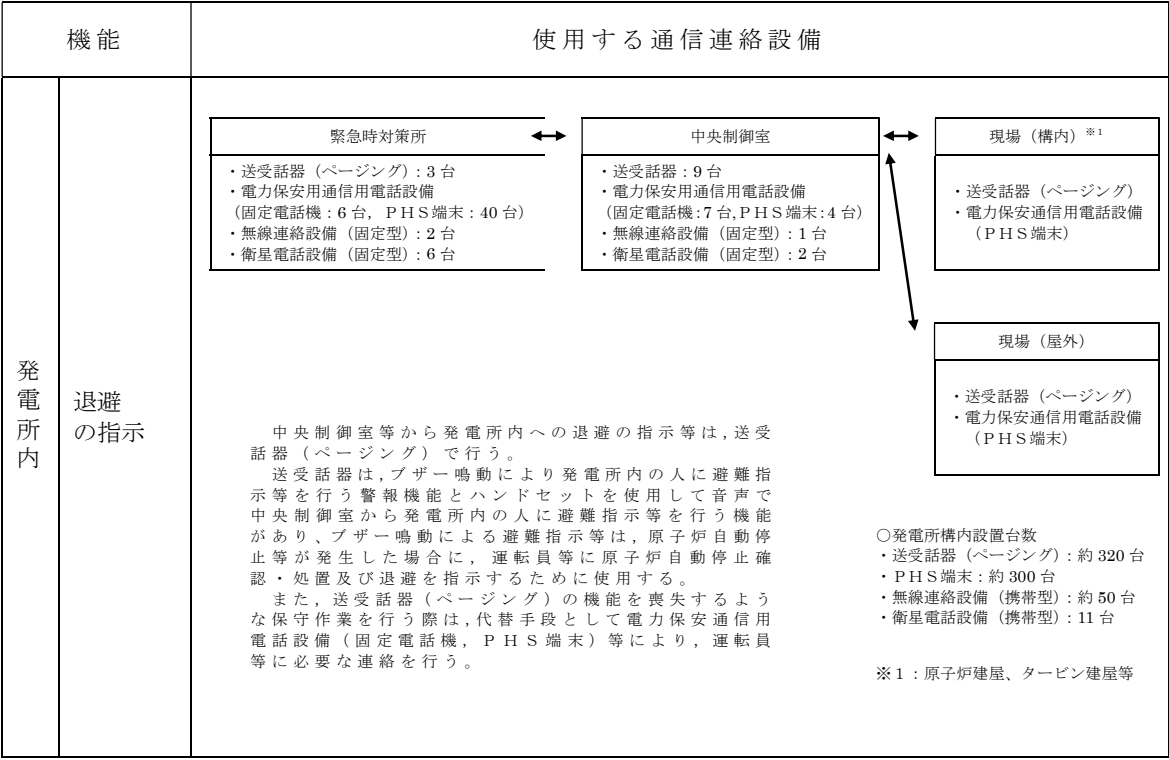 機能
使用する通信連絡設備
発電所内
退避
の指示
緊急時対策所
・送受話器（ページング）：3 台
・電力保安用通信用電話設備
（固定電話機：6 台，ＰＨＳ端末：40 台）
・無線連絡設備（固定型）：2 台
・衛星電話設備（固定型）：6 台
中央制御室
・送受話器：9 台
・電力保安用通信用電話設備
（固定電話機：7 台,ＰＨＳ端末：4 台）
・無線連絡設備（固定型）：1 台
・衛星電話設備（固定型）：2 台
現場（構内）※1
・送受話器（ページング）
・電力保安通信用電話設備
（ＰＨＳ端末）
現場（屋外）
・送受話器（ページング）
・電力保安通信用電話設備
（ＰＨＳ端末）
中央制御室等から発電所内への退避の指示等は,送受
話器（ページング）で行う。
送受話器は,ブザー鳴動により発電所内の人に避難指
示等を行う警報機能とハンドセットを使用して音声で
中央制御室から発電所内の人に避難指示等を行う機能
があり、ブザー鳴動による避難指示等は，原子炉自動停
止等が発生した場合に，運転員等に原子炉自動停止確
認・処置及び退避を指示するために使用する。
また，送受話器（ページング）の機能を喪失するよう
な保守作業を行う際は,代替手段として電力保安通信用
電話設備（固定電話機，ＰＨＳ端末）等により，運転員
等に必要な連絡を行う。
○発電所構内設置台数
・送受話器（ページング）：約 320 台
・ＰＨＳ端末：約 300 台
・無線連絡設備（携帯型）：約 50 台
・衛星電話設備（携帯型）：11 台
※１：原子炉建屋、タービン建屋等